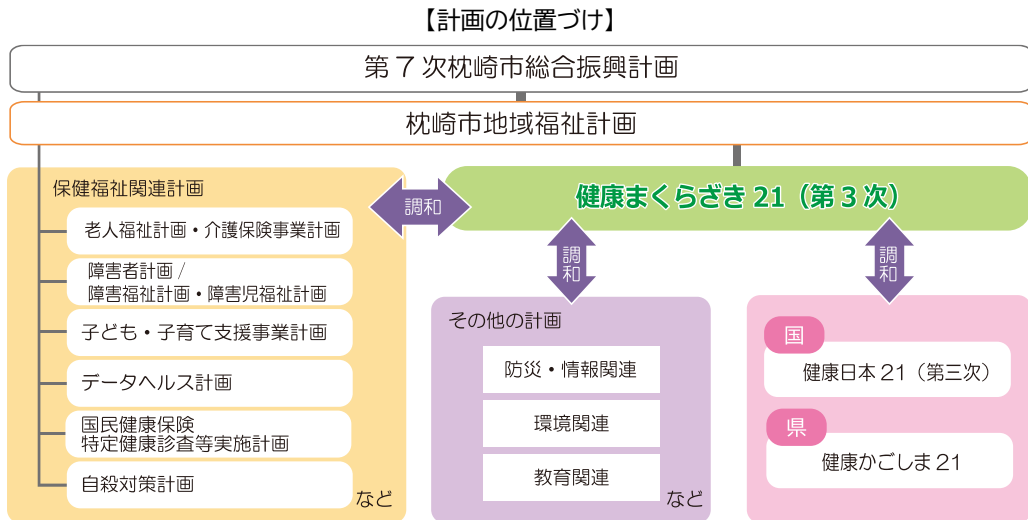 【計画の位置づけ】
第7次枕崎市総合振興計画
枕崎市地域福祉計画
保健福祉関連計画
老人福祉計画・介護保険事業計画
障害者計画/
障害福祉計画・障害児福祉計画
子ども・子育て支援事業計画
データヘルス計画
国民健康保険
特定健康診査等実施計画
自殺対策計画
など
調和
健康まくらざき21（第3次）
調和
調和
その他の計画
防災・情報関連
環境関連
教育関連
など
国
健康日本21（第三次）
県
健康かごしま21